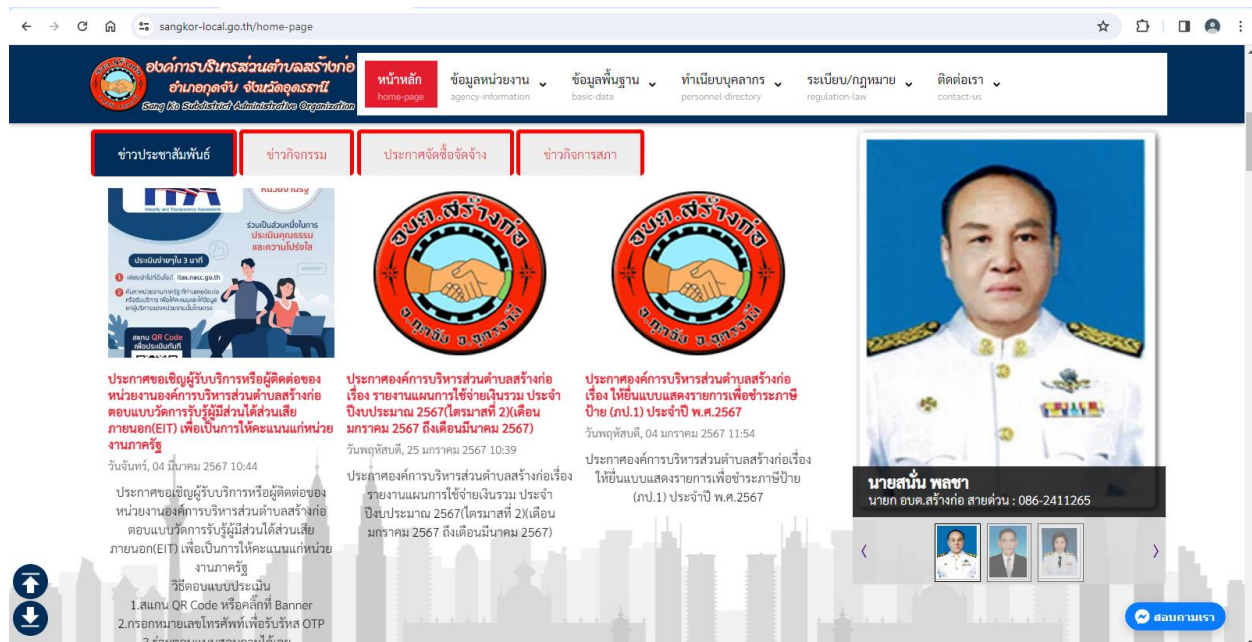 sangkor-local.go.th/home-page
องค์การบริหารส่วนตำบลสร้างก่อ
อำเภอกุดจับ จังหวัดอุดรธานี
Sang Ko Subdistrict Administrative Organization
หน้าหลัก
home-page
ข้อมูลหน่วยงาน
agency-information
ข้อมูลพื้นฐาน
basic-data
ทำเนียบบุคลากร
personnel-directory
ระเบียบ/กฎหมาย
regulation-law
ติดต่อเรา
contact-us
ข่าวประชาสัมพันธ์
ข่าวกิจกรรม
ประกาศจัดซื้อจัดจ้าง
ข่าวกิจการสภา
Integrity and Transparency Assessment
ร่วมเป็นส่วนหนึ่งในการ
ประเมินคุณธรรม
และความโปร่งใส
ประเมินง่ายๆใน 3 นาที
itas.nacc.go.th
สแกน QR Code
เพื่อประเมินทันที
อบต.สร้างก่อ
อ.กุดจับ จ.อุดรธานี
อบต.สร้างก่อ
อ.กุดจับ จ.อุดรธานี
ประกาศขอเชิญผู้รับบริการหรือผู้ติดต่อของ
หน่วยงานองค์การบริหารส่วนตำบลสร้างก่อ
ตอบแบบวัดการรับรู้ผู้มีส่วนได้ส่วนเสีย
ภายนอก(EIT) เพื่อเป็นการให้คะแนนแก่หน่วย
งานภาครัฐ
วันจันทร์, 04 มีนาคม 2567 10:44
ประกาศขอเชิญผู้รับบริการหรือผู้ติดต่อของ
หน่วยงานองค์การบริหารส่วนตำบลสร้างก่อ
ตอบแบบวัดการรับรู้ผู้มีส่วนได้ส่วนเสีย
ภายนอก(EIT) เพื่อเป็นการให้คะแนนแก่หน่วย
งานภาครัฐ
วิธีตอบแบบประเมิน
1.สแกน QR Code หรือคลิ๊กที่ Banner
2.กรอกหมายเลขโทรศัพท์เพื่อรับรหัส OTP
ประกาศองค์การบริหารส่วนตำบลสร้างก่อ
เรื่อง รายงานแผนการใช้จ่ายเงินรวม ประจำ
ปีงบประมาณ 2567(ไตรมาสที่ 2)(เดือน
มกราคม 2567 ถึงเดือนมีนาคม 2567)
วันพฤหัสบดี, 25 มกราคม 2567 10:39
ประกาศองค์การบริหารส่วนตำบลสร้างก่อเรื่อง
รายงานแผนการใช้จ่ายเงินรวม ประจำ
ปีงบประมาณ 2567(ไตรมาสที่ 2)(เดือน
มกราคม 2567 ถึงเดือนมีนาคม 2567)
ประกาศองค์การบริหารส่วนตำบลสร้างก่อ
เรื่อง ให้ยื่นแบบแสดงรายการเพื่อชำระภาษี
ป้าย (ภป.1) ประจำปี พ.ศ.2567
วันพฤหัสบดี, 04 มกราคม 2567 11:54
ประกาศองค์การบริหารส่วนตำบลสร้างก่อเรื่อง
ให้ยื่นแบบแสดงรายการเพื่อชำระภาษีป้าย
(ภป.1) ประจำปี พ.ศ.2567
นายสนั่น พลชา
นายก อบต.สร้างก่อ สายด่วน : 086-2411265
สอบถามเรา